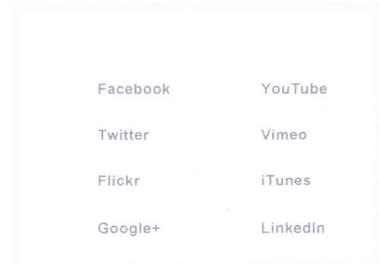 Facebook
Twitter
Flickr
Google+
YouTube
Vimeo
iTunes
LinkedIn